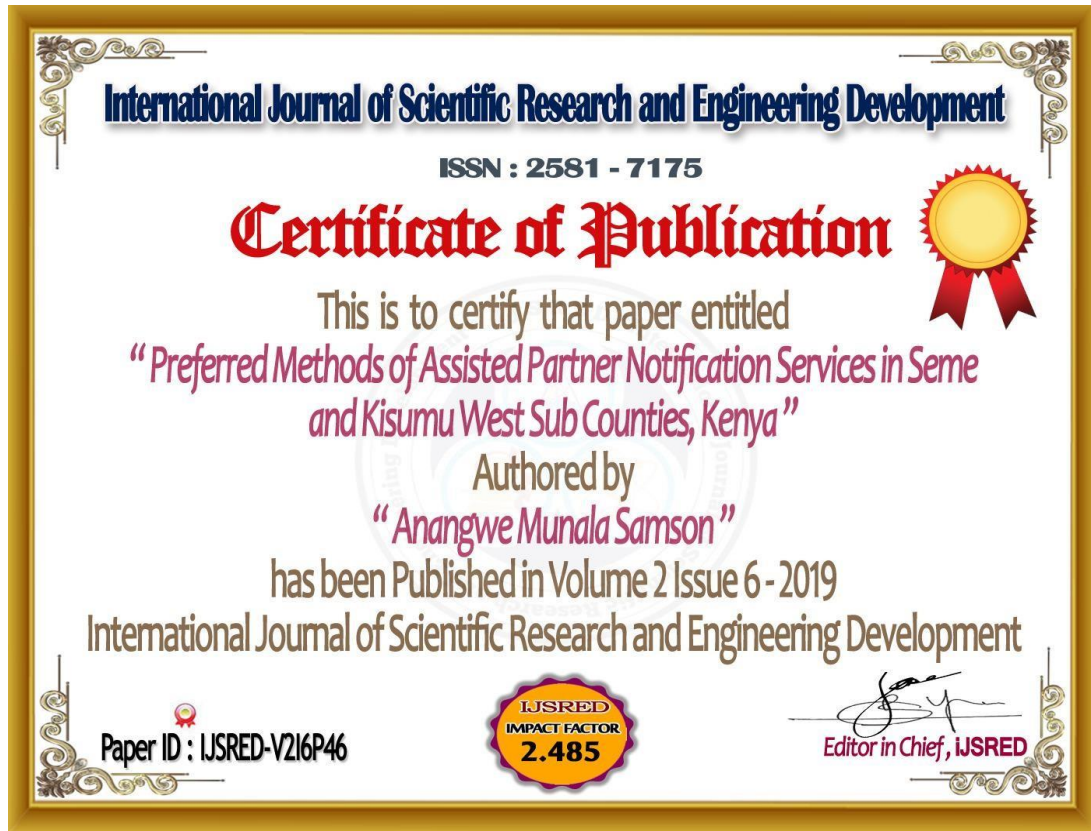 International Journal of Scientific Research and Engineering Development
ISSN : 2581 - 7175
Certificate of Publication
This is to certify that paper entitled
“ Preferred Methods of Assisted Partner Notification Services in Seme
and Kisumu West Sub Counties, Kenya ”
Authored by
“ Anangwe Munala Samson ”
has been Published in Volume 2 Issue 6 - 2019
International Journal of Scientific Research and Engineering Development
Paper ID : IJSRED-V2I6P46
IJSRED
IMPACT FACTOR
2.485
Editor in Chief , iJSRED